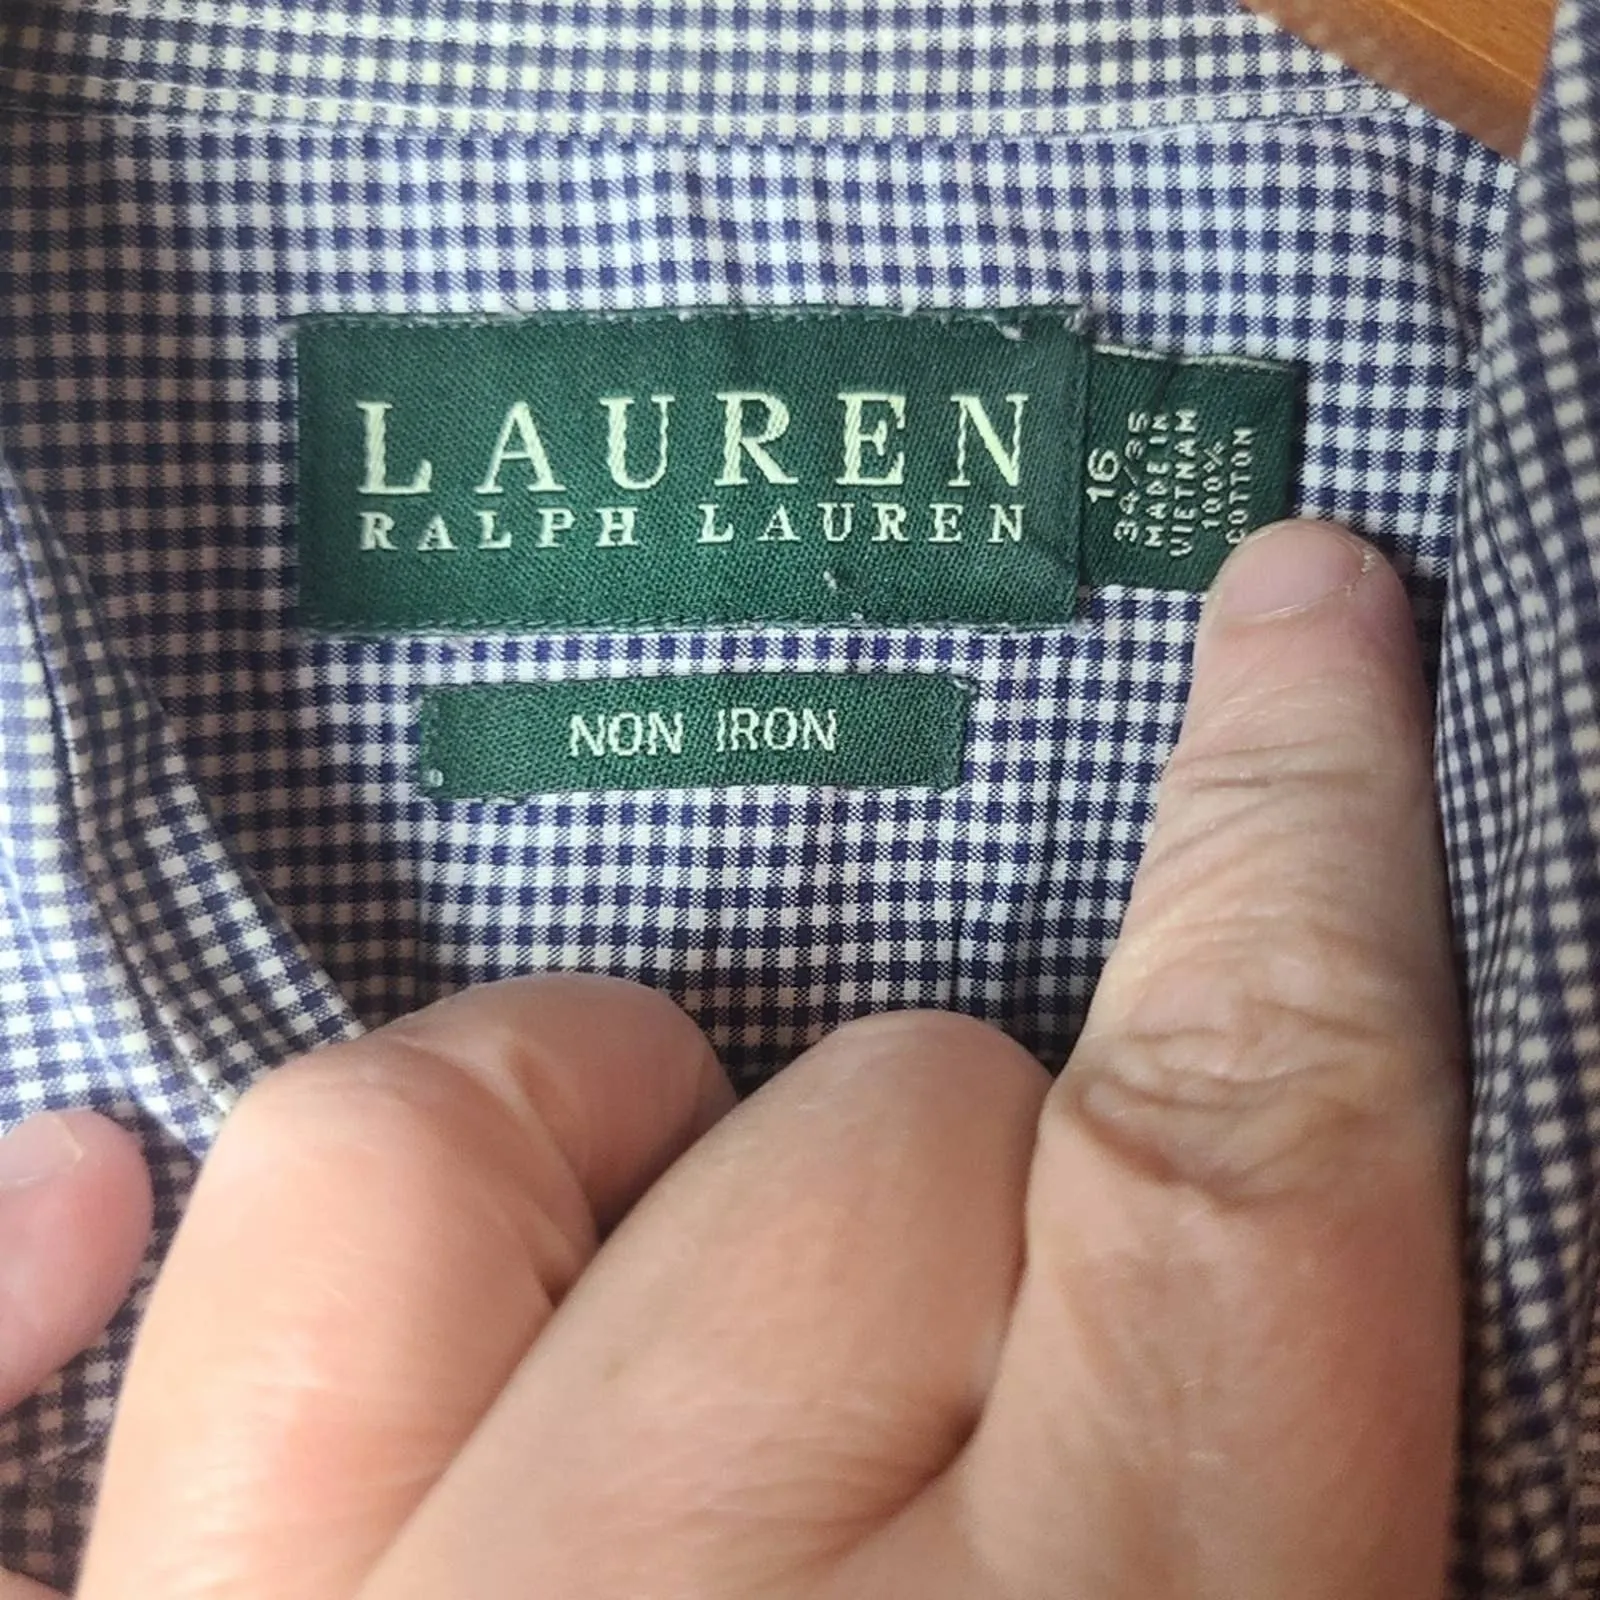 LAUREN
RALPH LAUREN
16
34/35
MADE IN
VIETNAM
100%
COTTON
NON IRON